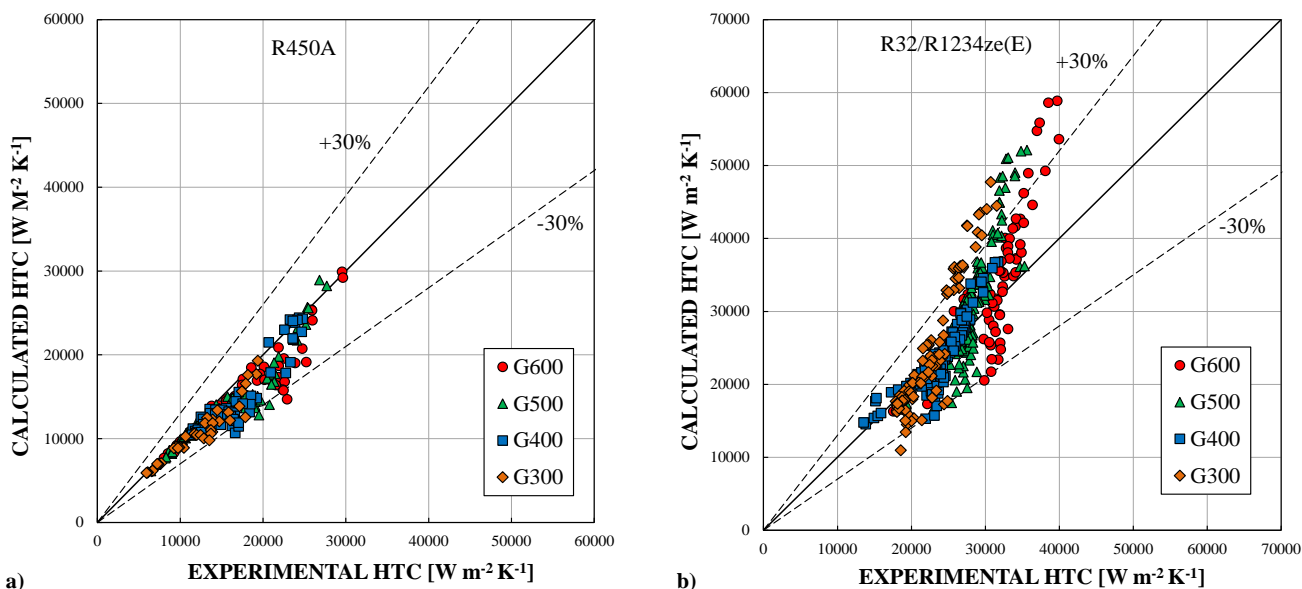 R450A
+30%
-30%
60000
50000
40000
30000
20000
10000
0
0 10000 20000 30000 40000 50000 60000
CALCULATED HTC [W M⁻² K⁻¹]
EXPERIMENTAL HTC [W m⁻² K⁻¹]
G600
G500
G400
G300
a)
R32/R1234ze(E)
+30%
-30%
70000
60000
50000
40000
30000
20000
10000
0
0 10000 20000 30000 40000 50000 60000 70000
CALCULATED HTC [W m⁻² K⁻¹]
EXPERIMENTAL HTC [W m⁻² K⁻¹]
G600
G500
G400
G300
b)